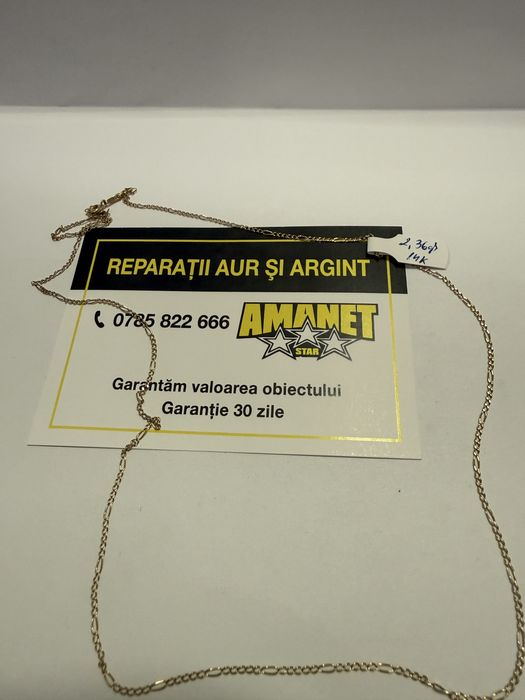 2,36gr
14K
REPARAȚII AUR ȘI ARGINT
0785 822 666
AMANET
STAR
Garantăm valoarea obiectului
Garanție 30 zile